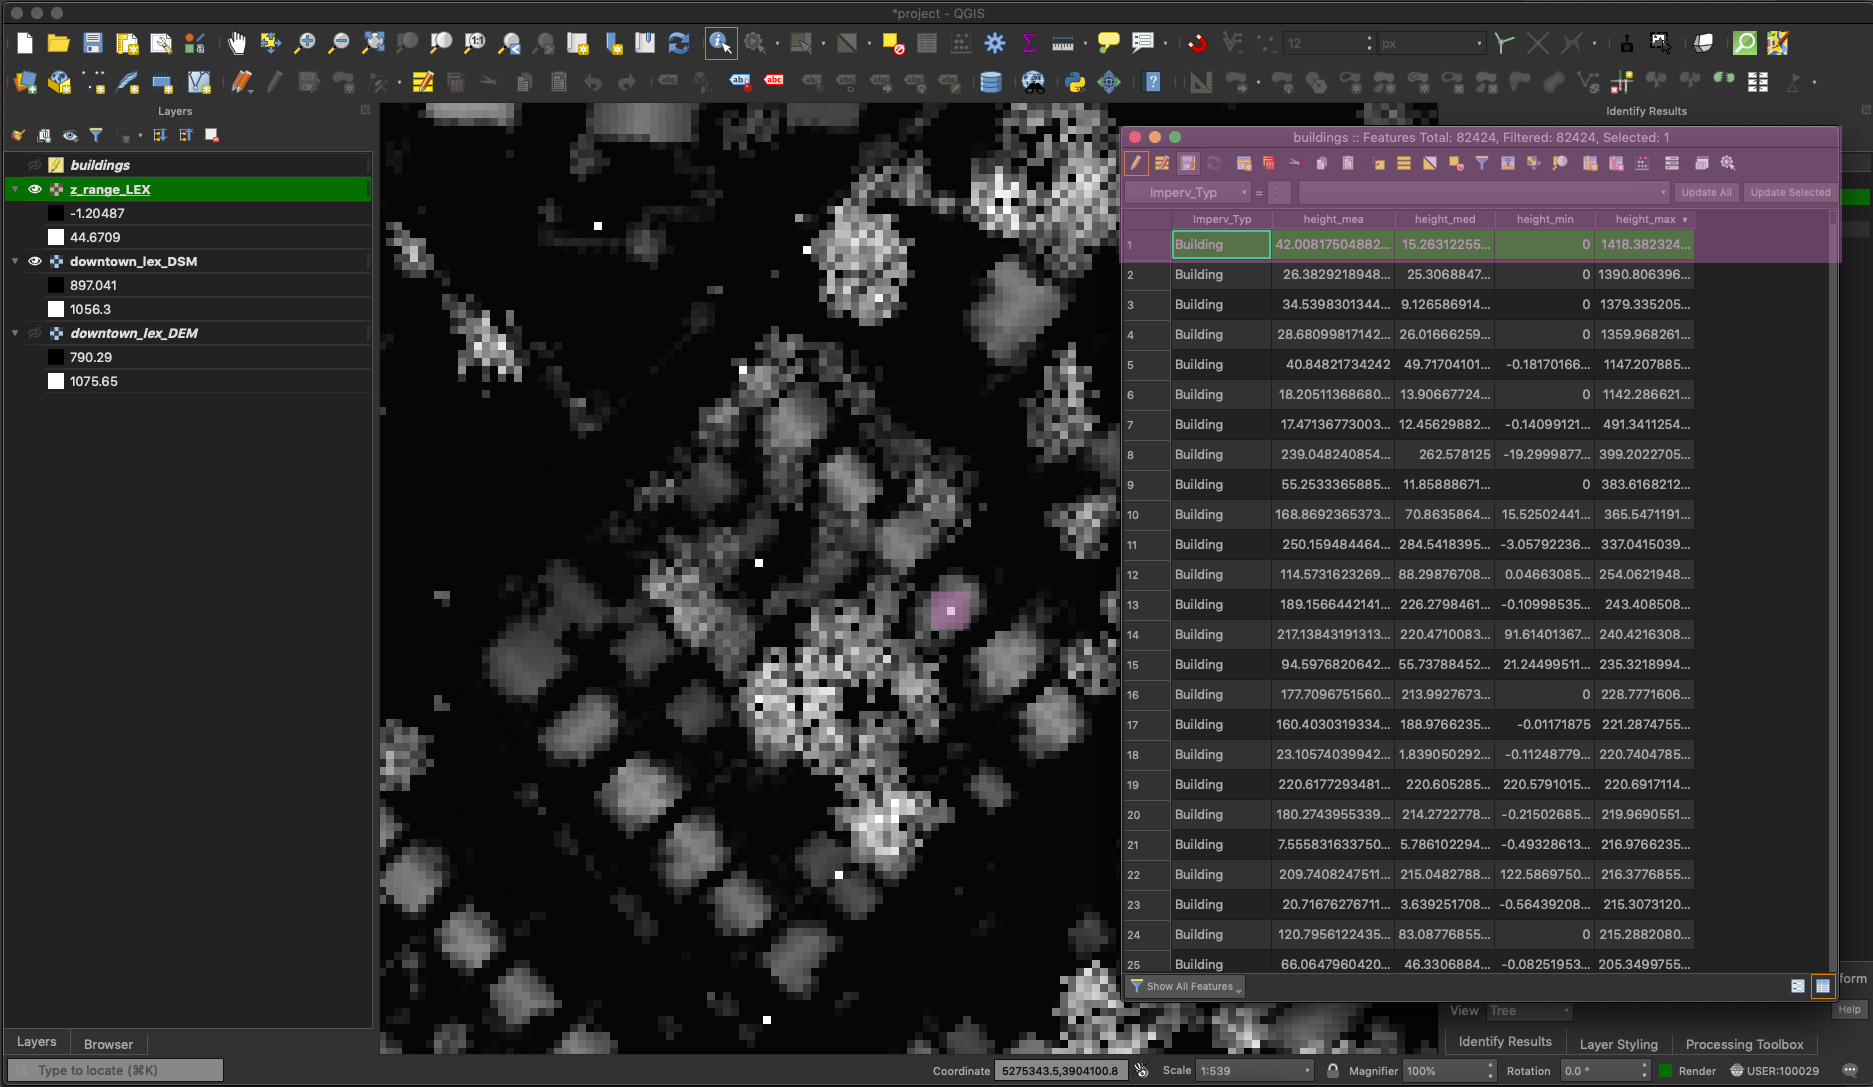 *project - QGIS
12
px
Layers
Identify Results
buildings
z_range_LEX
-1.20487
44.6709
downtown_lex_DSM
897.041
1056.3
downtown_lex_DEM
790.29
1075.65
buildings :: Features Total: 82424, Filtered: 82424, Selected: 1
Imperv_Typ = Update All Update Selected
Imperv_Typ height_mea height_med height_min height_max
1 Building 42.00817504882... 15.26312255... 0 1418.382324...
2 Building 26.3829218948... 25.3068847... 0 1390.806396...
3 Building 34.5398301344... 9.126586914... 0 1379.335205...
4 Building 28.68099817142... 26.01666259... 0 1359.968261...
5 Building 40.84821734242 49.71704101... -0.18170166... 1147.207885...
6 Building 18.20511368680... 13.90667724... 0 1142.286621...
7 Building 17.47136773003... 12.45629882... -0.14099121... 491.3411254...
8 Building 239.048240854... 262.578125 -19.2999877... 399.2022705...
9 Building 55.2533365885... 11.85888671... 0 383.6168212...
10 Building 168.8692365373... 70.8635864... 15.52502441... 365.5471191...
11 Building 250.159484464... 284.5418395... -3.05792236... 337.0415039...
12 Building 114.5731623269... 88.29876708... 0.04663085... 254.0621948...
13 Building 189.1566442141... 226.2798461... -0.10998535... 243.408508...
14 Building 217.13843191313... 220.4710083... 91.61401367... 240.4216308...
15 Building 94.5976820642... 55.73788452... 21.24499511... 235.3218994...
16 Building 177.7096751560... 213.9927673... 0 228.7771606...
17 Building 160.4030319334... 188.9766235... -0.01171875 221.2874755...
18 Building 23.10574039942... 1.839050292... -0.11248779... 220.7404785...
19 Building 220.6177293481... 220.605285... 220.5791015... 220.6917114...
20 Building 180.2743955339... 214.2722778... -0.21502685... 219.9690551...
21 Building 7.555831633750... 5.786102294... -0.49328613... 216.9766235...
22 Building 209.7408247511... 215.0482788... 122.5869750... 216.3776855...
23 Building 20.71676276711... 3.639251708... -0.56439208... 215.3073120...
24 Building 120.7956122435... 83.08776855... 0 215.2882080...
25 Building 66.0647960420... 46.3306884... -0.08251953... 205.3499755...
Show All Features
form
View Tree Help
Layers Browser
Identify Results Layer Styling Processing Toolbox
Type to locate (⌘K)
Coordinate 5275343.5,3904100.8 Scale 1:539 Magnifier 100% Rotation 0.0 ° Render USER:100029